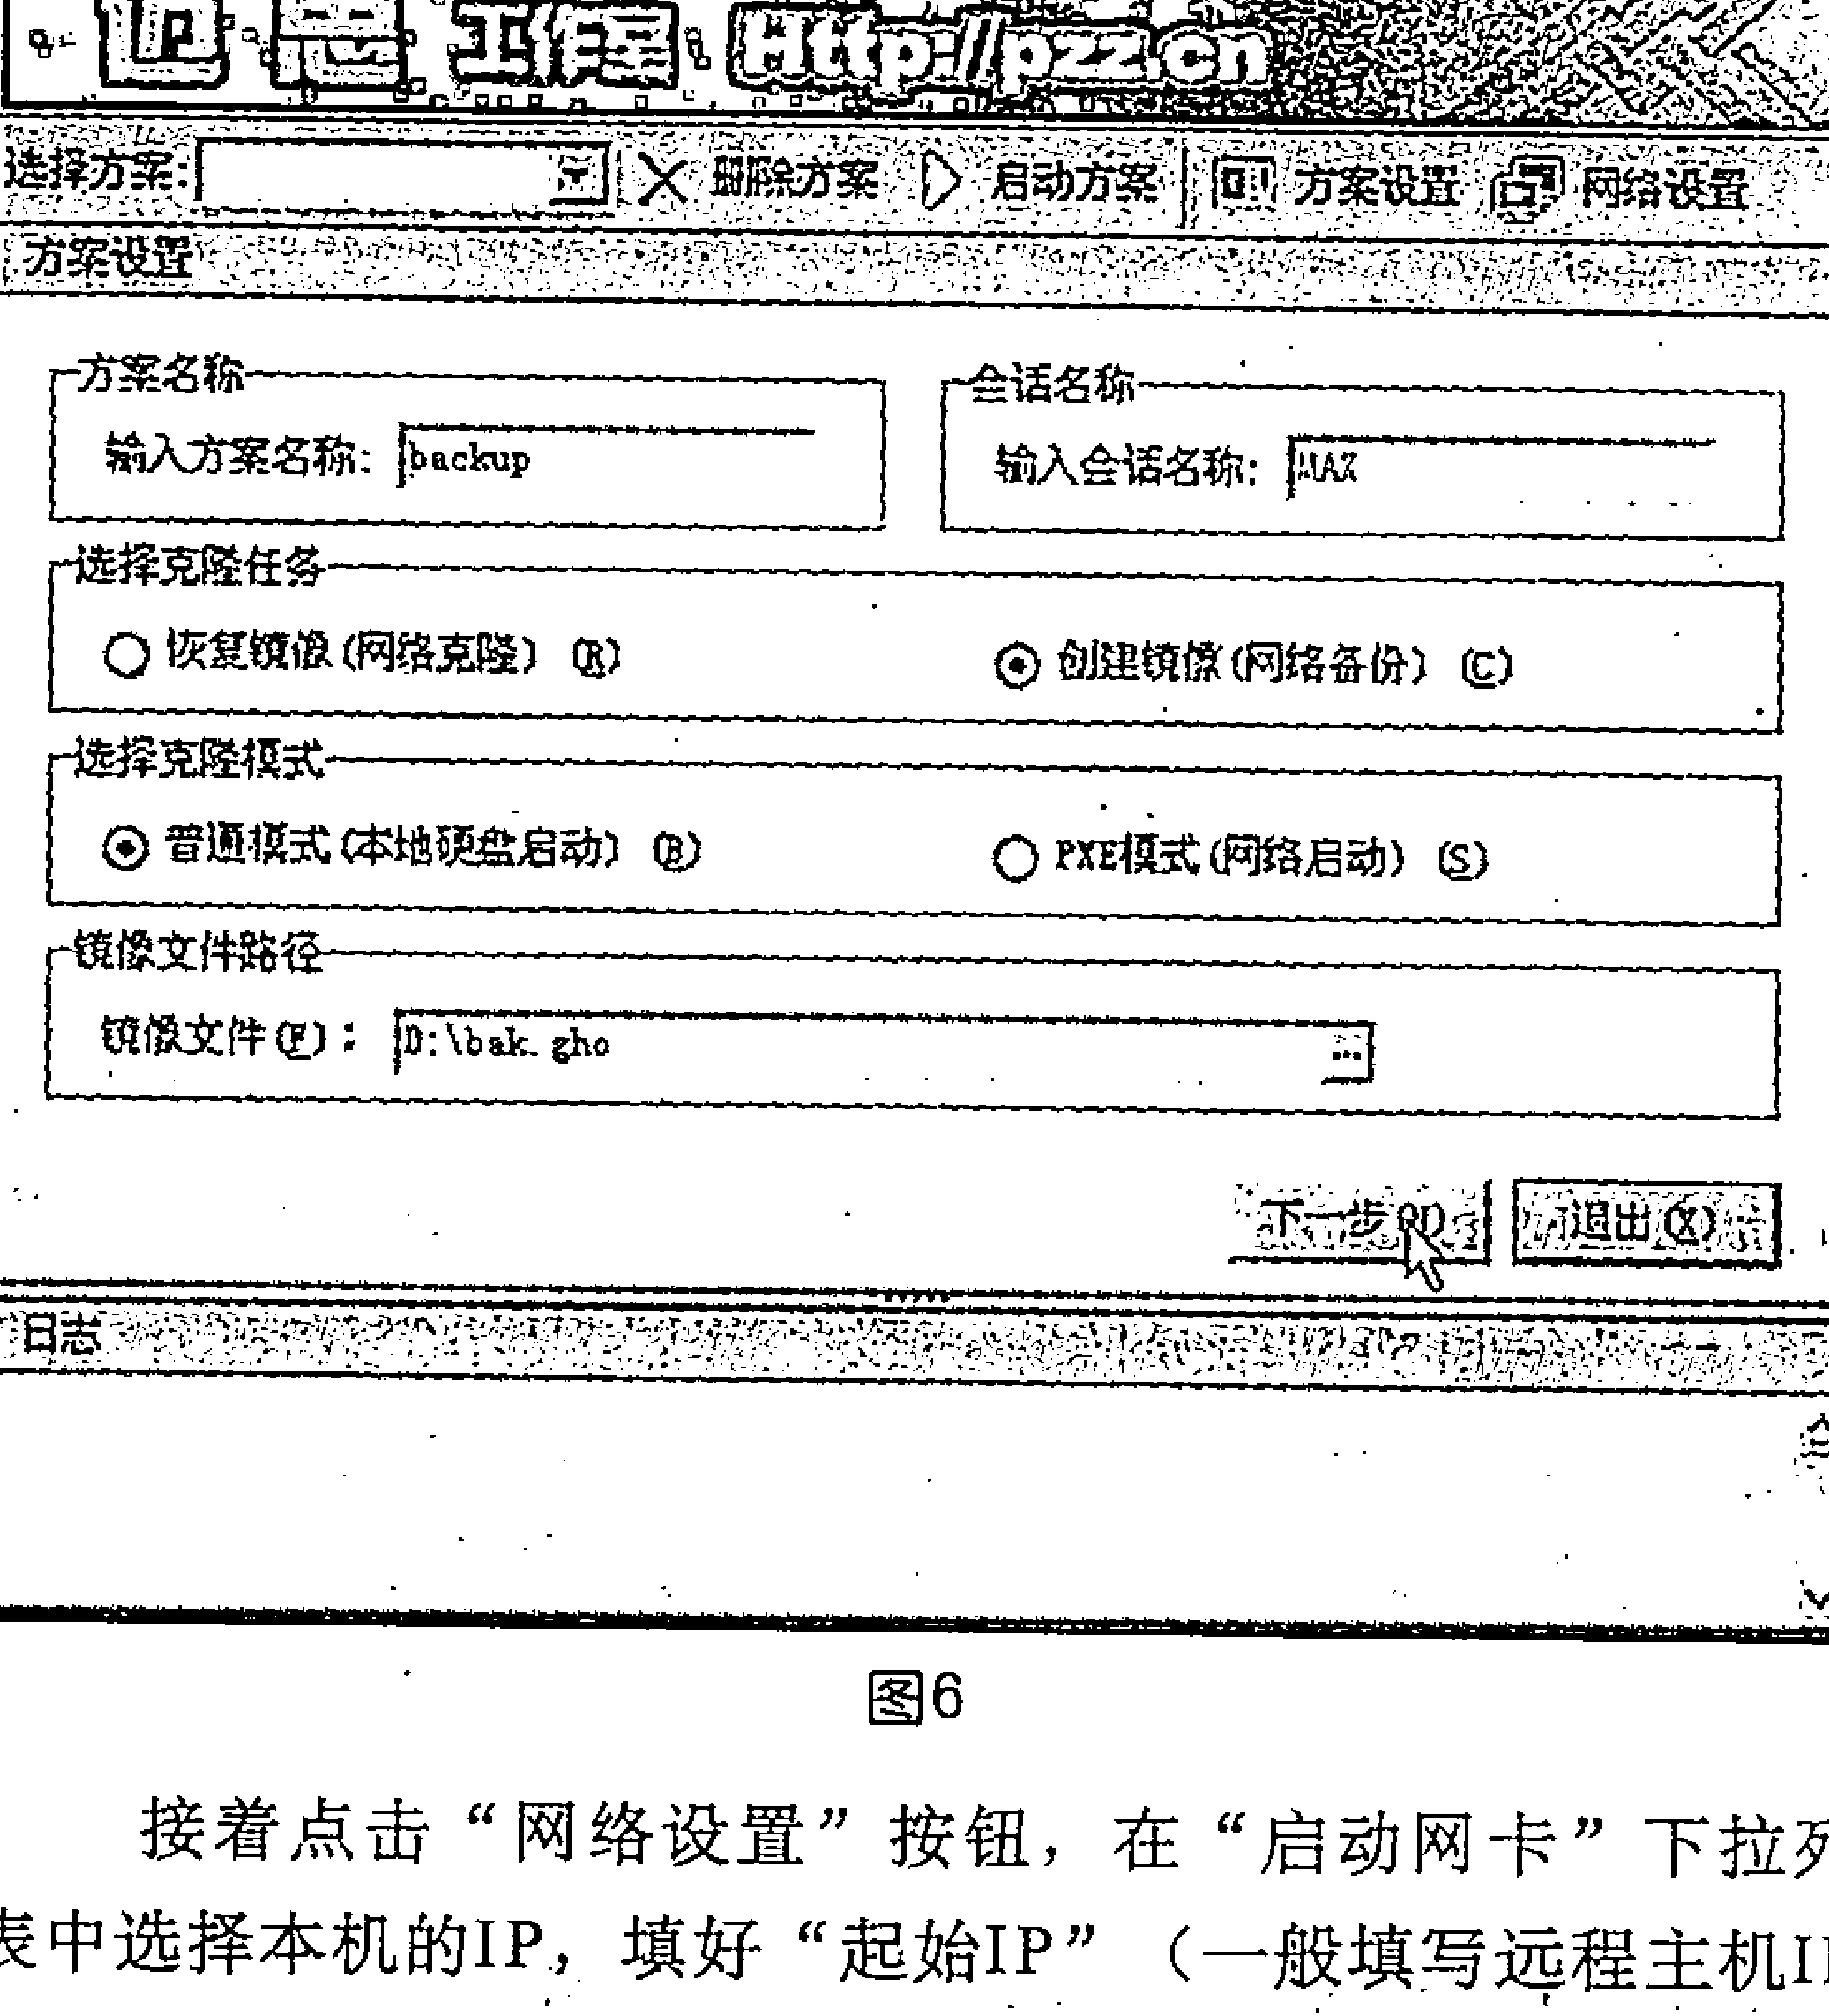 工作室 Http://pzz.cn
选择方案: 删除方案 启动方案 方案设置 网络设置
方案设置
方案名称 会话名称
输入方案名称: backup 输入会话名称: MAX
选择克隆任务
恢复镜像(网络克隆) (R) 创建镜像(网络备份) (C)
选择克隆模式
普通模式(本地硬盘启动) (B) PXE模式(网络启动) (S)
镜像文件路径
镜像文件(F): D:\bak.gho ...
下一步 退出(X)
日志
图6
接着点击“网络设置”按钮，在“启动网卡”下拉列
表中选择本机的IP，填好“起始IP”（一般填写远程主机IP